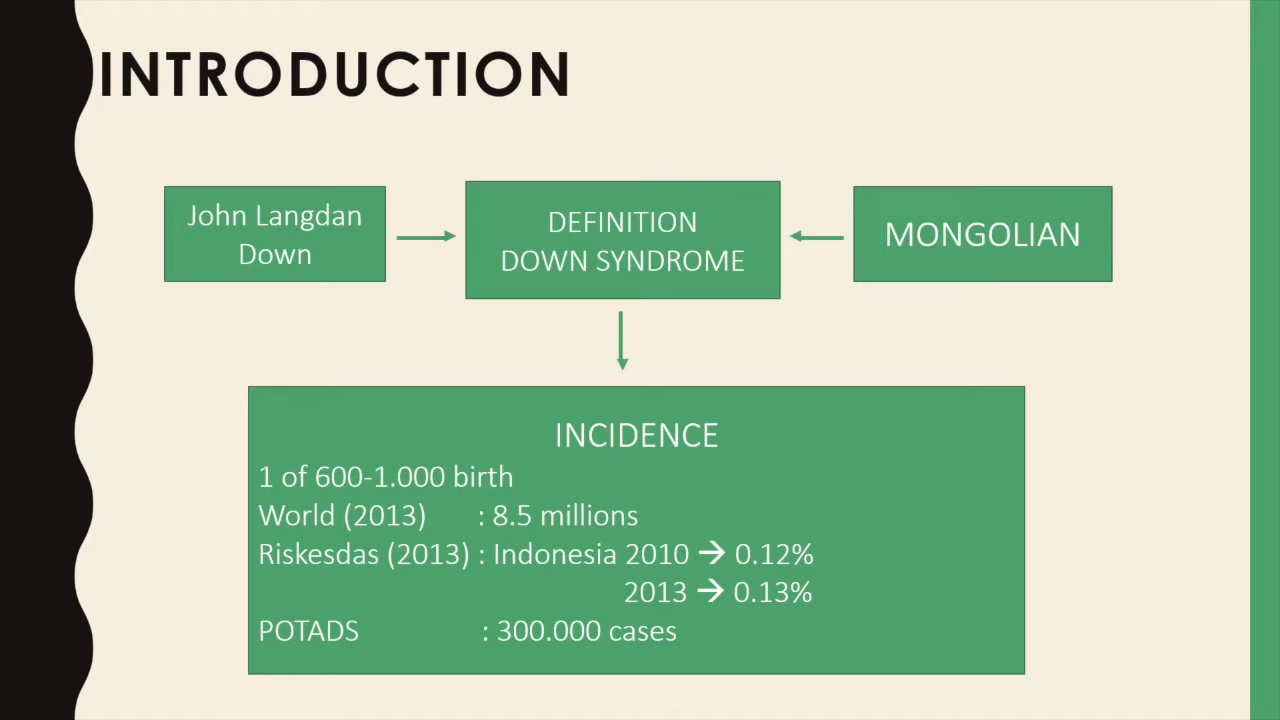 INTRODUCTION
John Langdan
Down
DEFINITION
DOWN SYNDROME
MONGOLIAN
INCIDENCE
1 of 600-1.000 birth
World (2013) : 8.5 millions
Riskesdas (2013) : Indonesia 2010 → 0.12%
2013 → 0.13%
POTADS : 300.000 cases